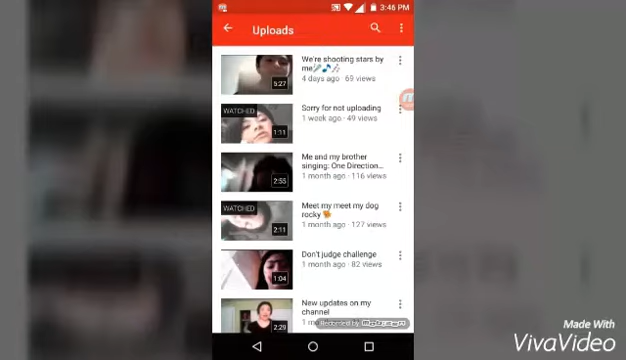 3:46 PM
Uploads
We're shooting stars by
me🎤🎵🎶
4 days ago · 69 views
5:27
WATCHED
Sorry for not uploading
1 week ago · 49 views
1:11
Me and my brother
singing: One Direction...
1 month ago · 116 views
2:55
WATCHED
Meet my meet my dog
rocky🐕
1 month ago · 127 views
2:11
Don't judge challenge
1 month ago · 82 views
1:04
New updates on my
channel
2:29
Recorded by
Made With
VivaVideo